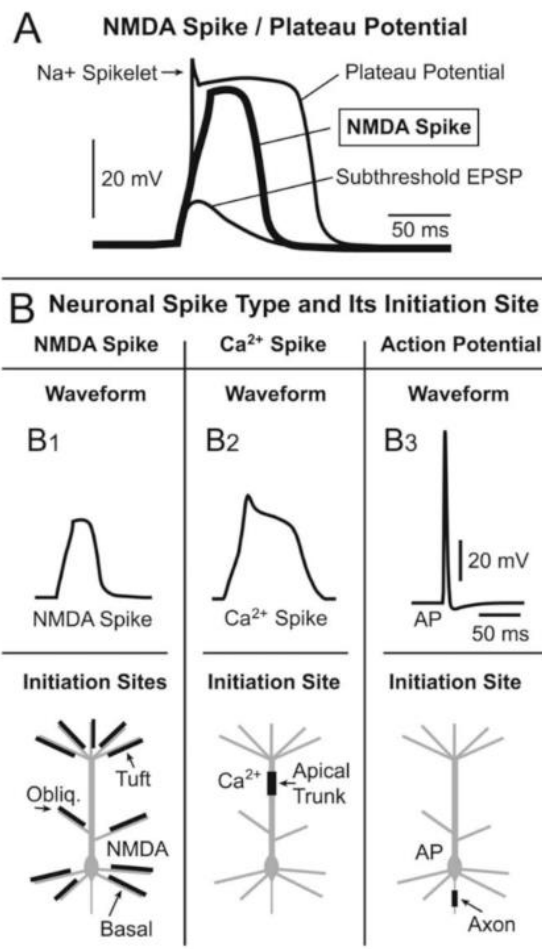 A NMDA Spike / Plateau Potential
Na+ Spikelet
Plateau Potential
NMDA Spike
20 mV
Subthreshold EPSP
50 ms
B Neuronal Spike Type and Its Initiation Site
NMDA Spike
Ca²⁺ Spike
Action Potential
Waveform
Waveform
Waveform
B1
B2
B3
20 mV
NMDA Spike
Ca²⁺ Spike
AP
50 ms
Initiation Sites
Initiation Site
Initiation Site
Tuft
Obliq.
NMDA
Basal
Ca²⁺
Apical
Trunk
AP
Axon